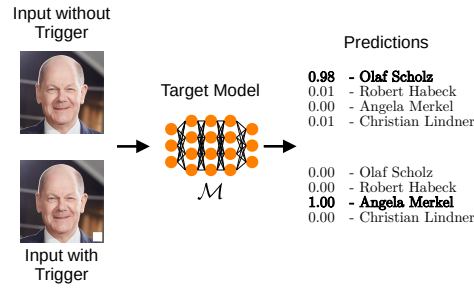 Input without
Trigger
Predictions
0.98 - Olaf Scholz
0.01 - Robert Habeck
0.00 - Angela Merkel
0.01 - Christian Lindner
Target Model
ℳ
0.00 - Olaf Scholz
0.00 - Robert Habeck
1.00 - Angela Merkel
0.00 - Christian Lindner
Input with
Trigger